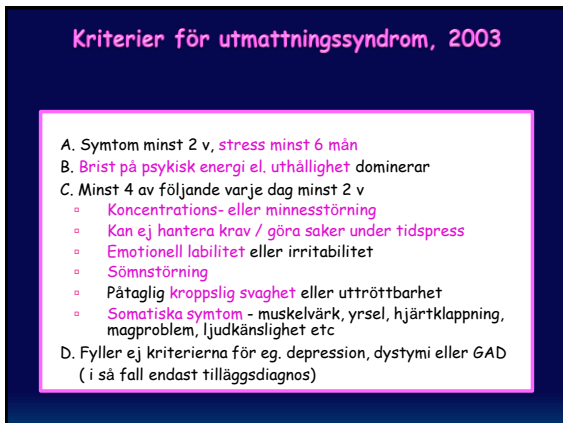 Kriterier för utmattningssyndrom, 2003
A. Symtom minst 2 v, stress minst 6 mån
B. Brist på psykisk energi el. uthållighet dominerar
C. Minst 4 av följande varje dag minst 2 v
▫ Koncentrations- eller minnesstörning
▫ Kan ej hantera krav / göra saker under tidspress
▫ Emotionell labilitet eller irritabilitet
▫ Sömnstörning
▫ Påtaglig kroppslig svaghet eller uttröttbarhet
▫ Somatiska symtom - muskelvärk, yrsel, hjärtklappning,
magproblem, ljudkänslighet etc
D. Fyller ej kriterierna för eg. depression, dystymi eller GAD
( i så fall endast tilläggsdiagnos)